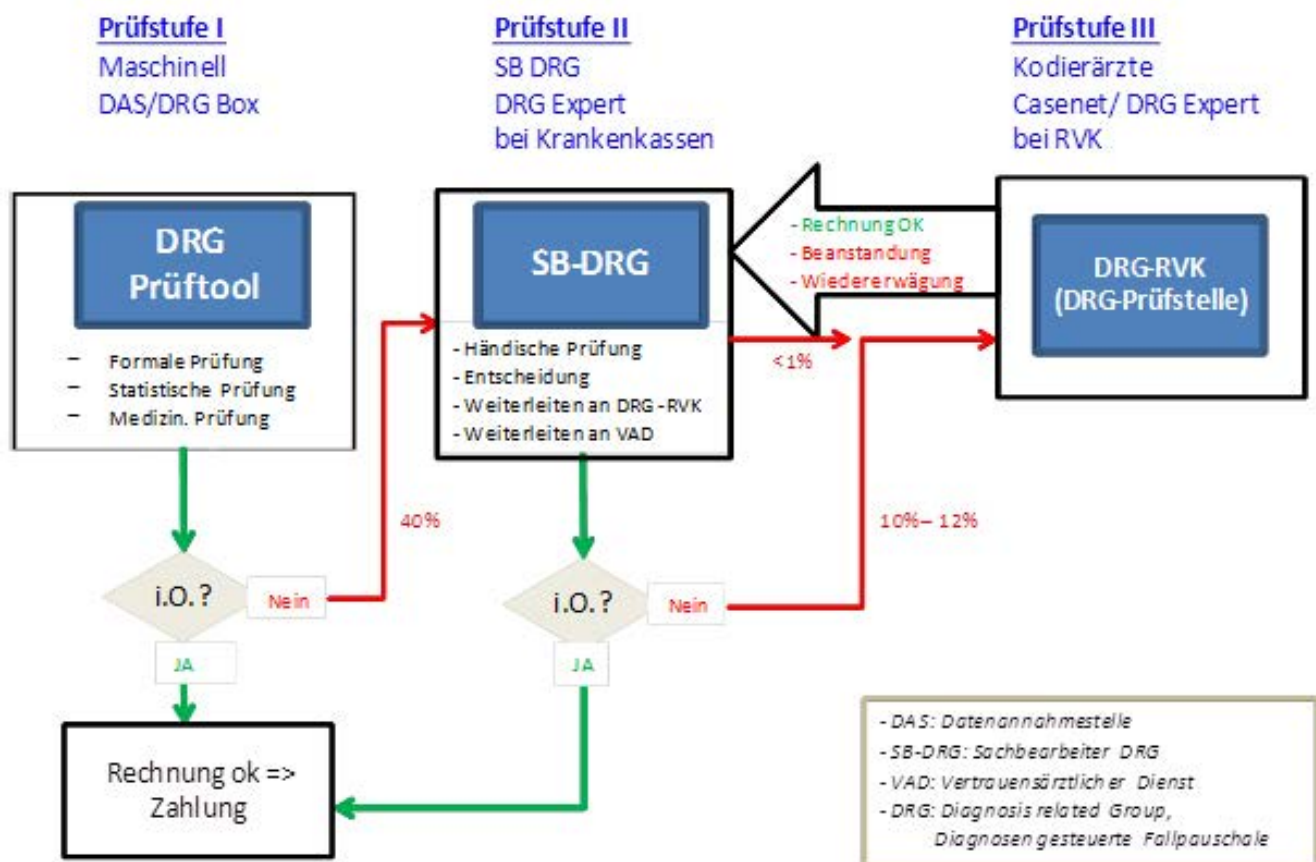 Prüfstufe I
Maschinell
DAS/DRG Box
Prüfstufe II
SB DRG
DRG Expert
bei Krankenkassen
Prüfstufe III
Kodierärzte
Casenet/ DRG Expert
bei RVK
DRG
Prüftool
– Formale Prüfung
– Statistische Prüfung
– Medizin. Prüfung
SB-DRG
- Händische Prüfung
- Entscheidung
- Weiterleiten an DRG-RVK
- Weiterleiten an VAD
- Rechnung OK
- Beanstandung
- Wiedererwägung
<1%
DRG-RVK
(DRG-Prüfstelle)
40%
10%– 12%
i.O.?
Nein
JA
i.O.?
Nein
JA
Rechnung ok =>
Zahlung
- DAS: Datenannahmestelle
- SB-DRG: Sachbearbeiter DRG
- VAD: Vertrauensärztlicher Dienst
- DRG: Diagnosis related Group,
Diagnosen gesteuerte Fallpauschale